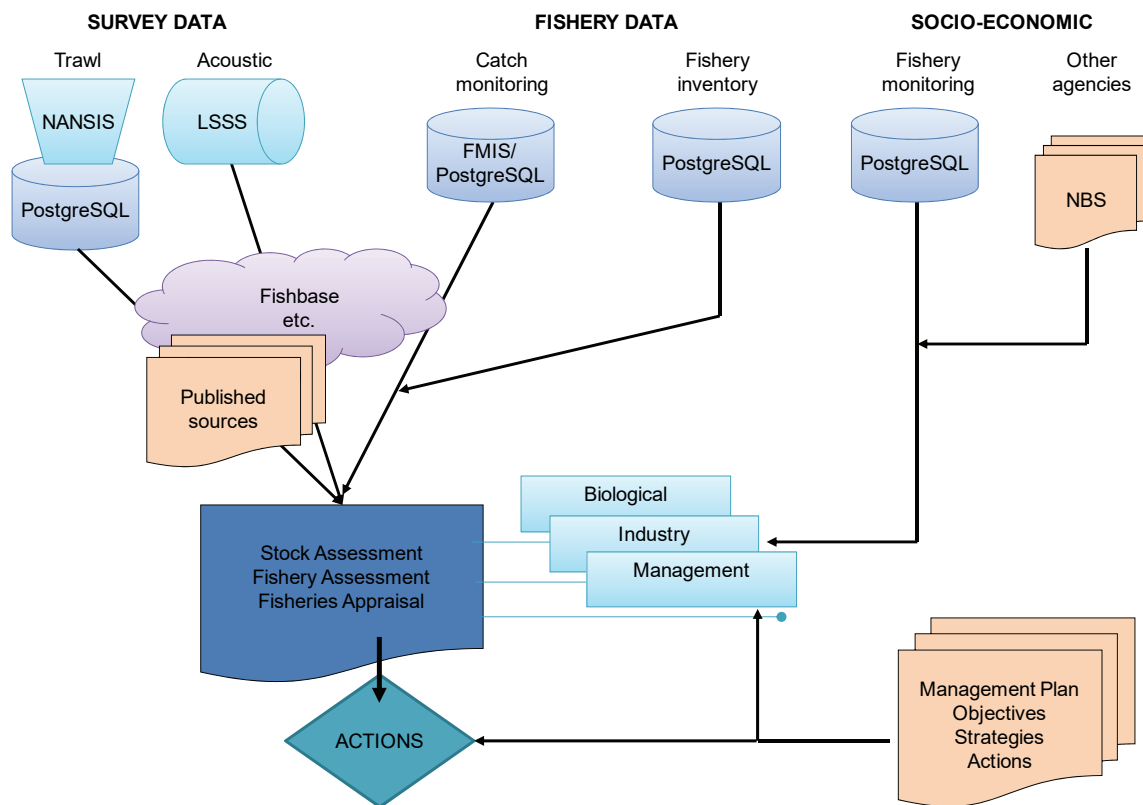 SURVEY DATA
FISHERY DATA
SOCIO-ECONOMIC
Trawl
Acoustic
Catch
monitoring
Fishery
inventory
Fishery
monitoring
Other
agencies
NANSIS
PostgreSQL
LSSS
FMIS/
PostgreSQL
PostgreSQL
PostgreSQL
NBS
Fishbase
etc.
Published
sources
Biological
Industry
Management
Stock Assessment
Fishery Assessment
Fisheries Appraisal
Management Plan
Objectives
Strategies
Actions
ACTIONS